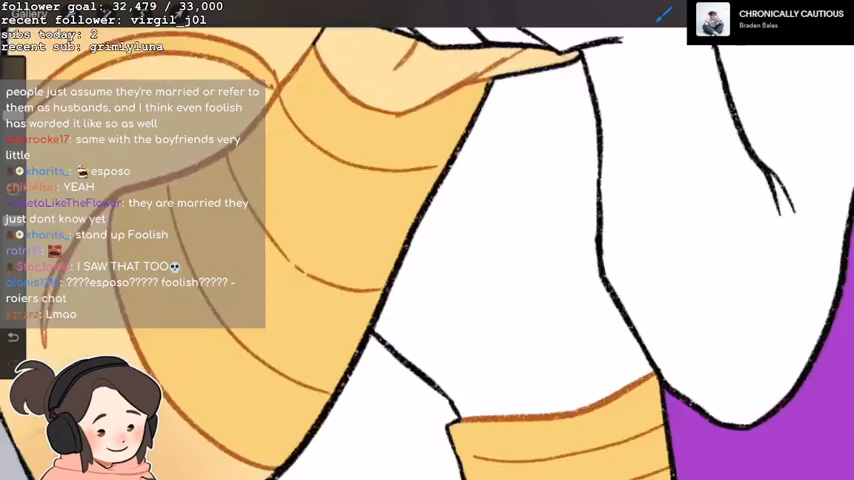 follower goal: 32,479 / 33,000
recent follower: virgil_j0l
subs today: 2
recent sub: grimlyluna
CHRONICALLY CAUTIOUS
Braden Bales
people just assume they're married or refer to
them as husbands, and I think even foolish
has worded it like so as well
same with the boyfriends very
little
kharits_: esposo
YEAH
they are married they
just dont know yet
kharits_: stand up Foolish
I SAW THAT TOO💀
????esposo????? foolish????? -
roiers chat
Lmao